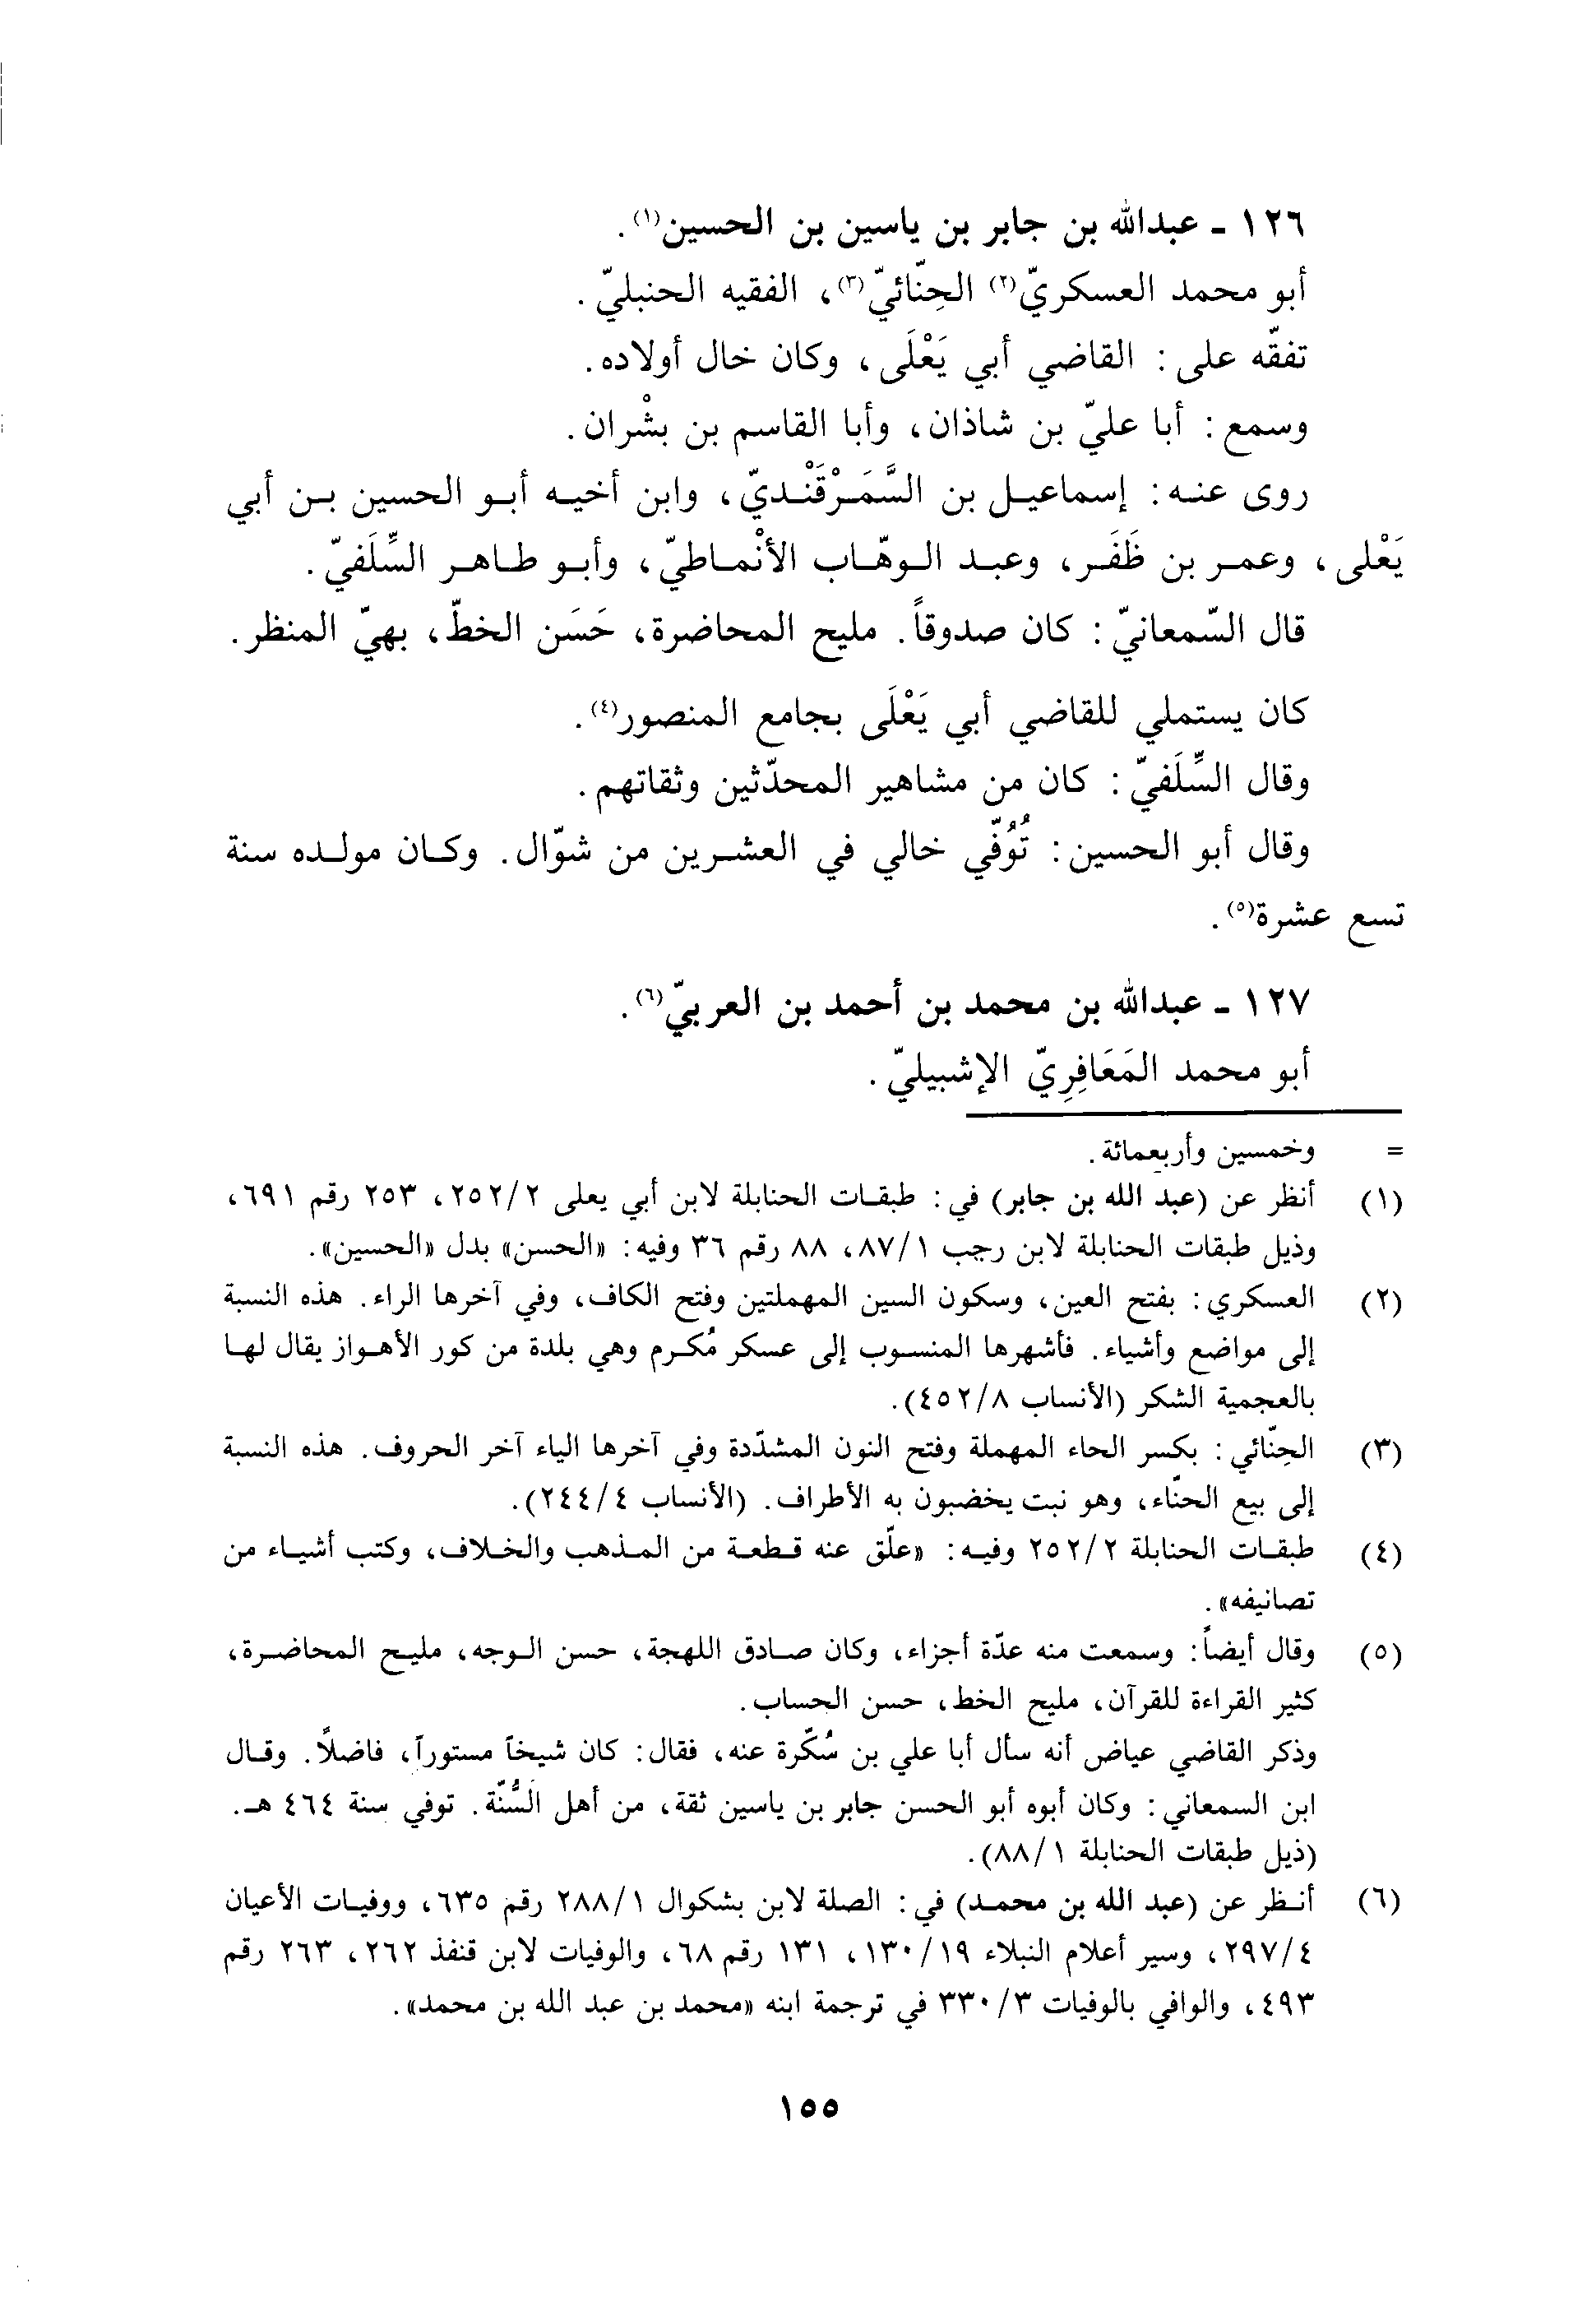 ١٢٦ ـ عبدالله بن جابر بن ياسين بن الحسين(١).
أبو محمد العسكريّ(٢) الحِنّائيّ(٣)، الفقيه الحنبليّ.
تفقّه على: القاضي أبي يَعْلَى، وكان خال أولاده.
وسمع: أبا عليّ بن شاذان، وأبا القاسم بن بشْران.
روى عنه: إسماعيل بن السَّمَرْقَنْديّ، وابن أخيه أبو الحسين بن أبي
يَعْلى، وعمر بن ظَفَر، وعبد الوهّاب الأنْماطيّ، وأبو طاهر السِّلَفيّ.
قال السّمعانيّ: كان صدوقاً. مليح المحاضرة، حَسَن الخطّ، بهيّ المنظر.
كان يستملي للقاضي أبي يَعْلَى بجامع المنصور(٤).
وقال السِّلَفيّ: كان من مشاهير المحدّثين وثقاتهم.
وقال أبو الحسين: تُوُفّي خالي في العشرين من شوّال. وكان مولده سنة
تسع عشرة(٥).
١٢٧ ـ عبدالله بن محمد بن أحمد بن العربيّ(٦).
أبو محمد المَعَافِرِيّ الإشبيليّ.
= وخمسين وأربعمائة.
(١) أنظر عن (عبد الله بن جابر) في: طبقات الحنابلة لابن أبي يعلى ٢٥٢/٢، ٢٥٣ رقم ٦٩١،
وذيل طبقات الحنابلة لابن رجب ٨٧/١، ٨٨ رقم ٣٦ وفيه: «الحسن» بدل «الحسين».
(٢) العسكري: بفتح العين، وسكون السين المهملتين وفتح الكاف، وفي آخرها الراء. هذه النسبة
إلى مواضع وأشياء. فأشهرها المنسوب إلى عسكر مُكرم وهي بلدة من كور الأهواز يقال لها
بالعجمية الشكر (الأنساب ٤٥٢/٨).
(٣) الحِنّائي: بكسر الحاء المهملة وفتح النون المشدّدة وفي آخرها الياء آخر الحروف. هذه النسبة
إلى بيع الحنّاء، وهو نبت يخضبون به الأطراف. (الأنساب ٢٤٤/٤).
(٤) طبقات الحنابلة ٢٥٢/٢ وفيه: «علّق عنه قطعة من المذهب والخلاف، وكتب أشياء من
تصانيفه».
(٥) وقال أيضاً: وسمعت منه عدّة أجزاء، وكان صادق اللهجة، حسن الوجه، مليح المحاضرة،
كثير القراءة للقرآن، مليح الخط، حسن الحساب.
وذكر القاضي عياض أنه سأل أبا علي بن سُكّرة عنه، فقال: كان شيخاً مستوراً، فاضلاً. وقال
ابن السمعاني: وكان أبوه أبو الحسن جابر بن ياسين ثقة، من أهل السُّنّة. توفي سنة ٤٦٤ هـ.
(ذيل طبقات الحنابلة ٨٨/١).
(٦) أنظر عن (عبد الله بن محمد) في: الصلة لابن بشكوال ٢٨٨/١ رقم ٦٣٥، ووفيات الأعيان
٢٩٧/٤، وسير أعلام النبلاء ١٣٠/١٩، ١٣١ رقم ٦٨، والوفيات لابن قنفذ ٢٦٢، ٢٦٣ رقم
٤٩٣، والوافي بالوفيات ٣٣٠/٣ في ترجمة ابنه «محمد بن عبد الله بن محمد».
١٥٥